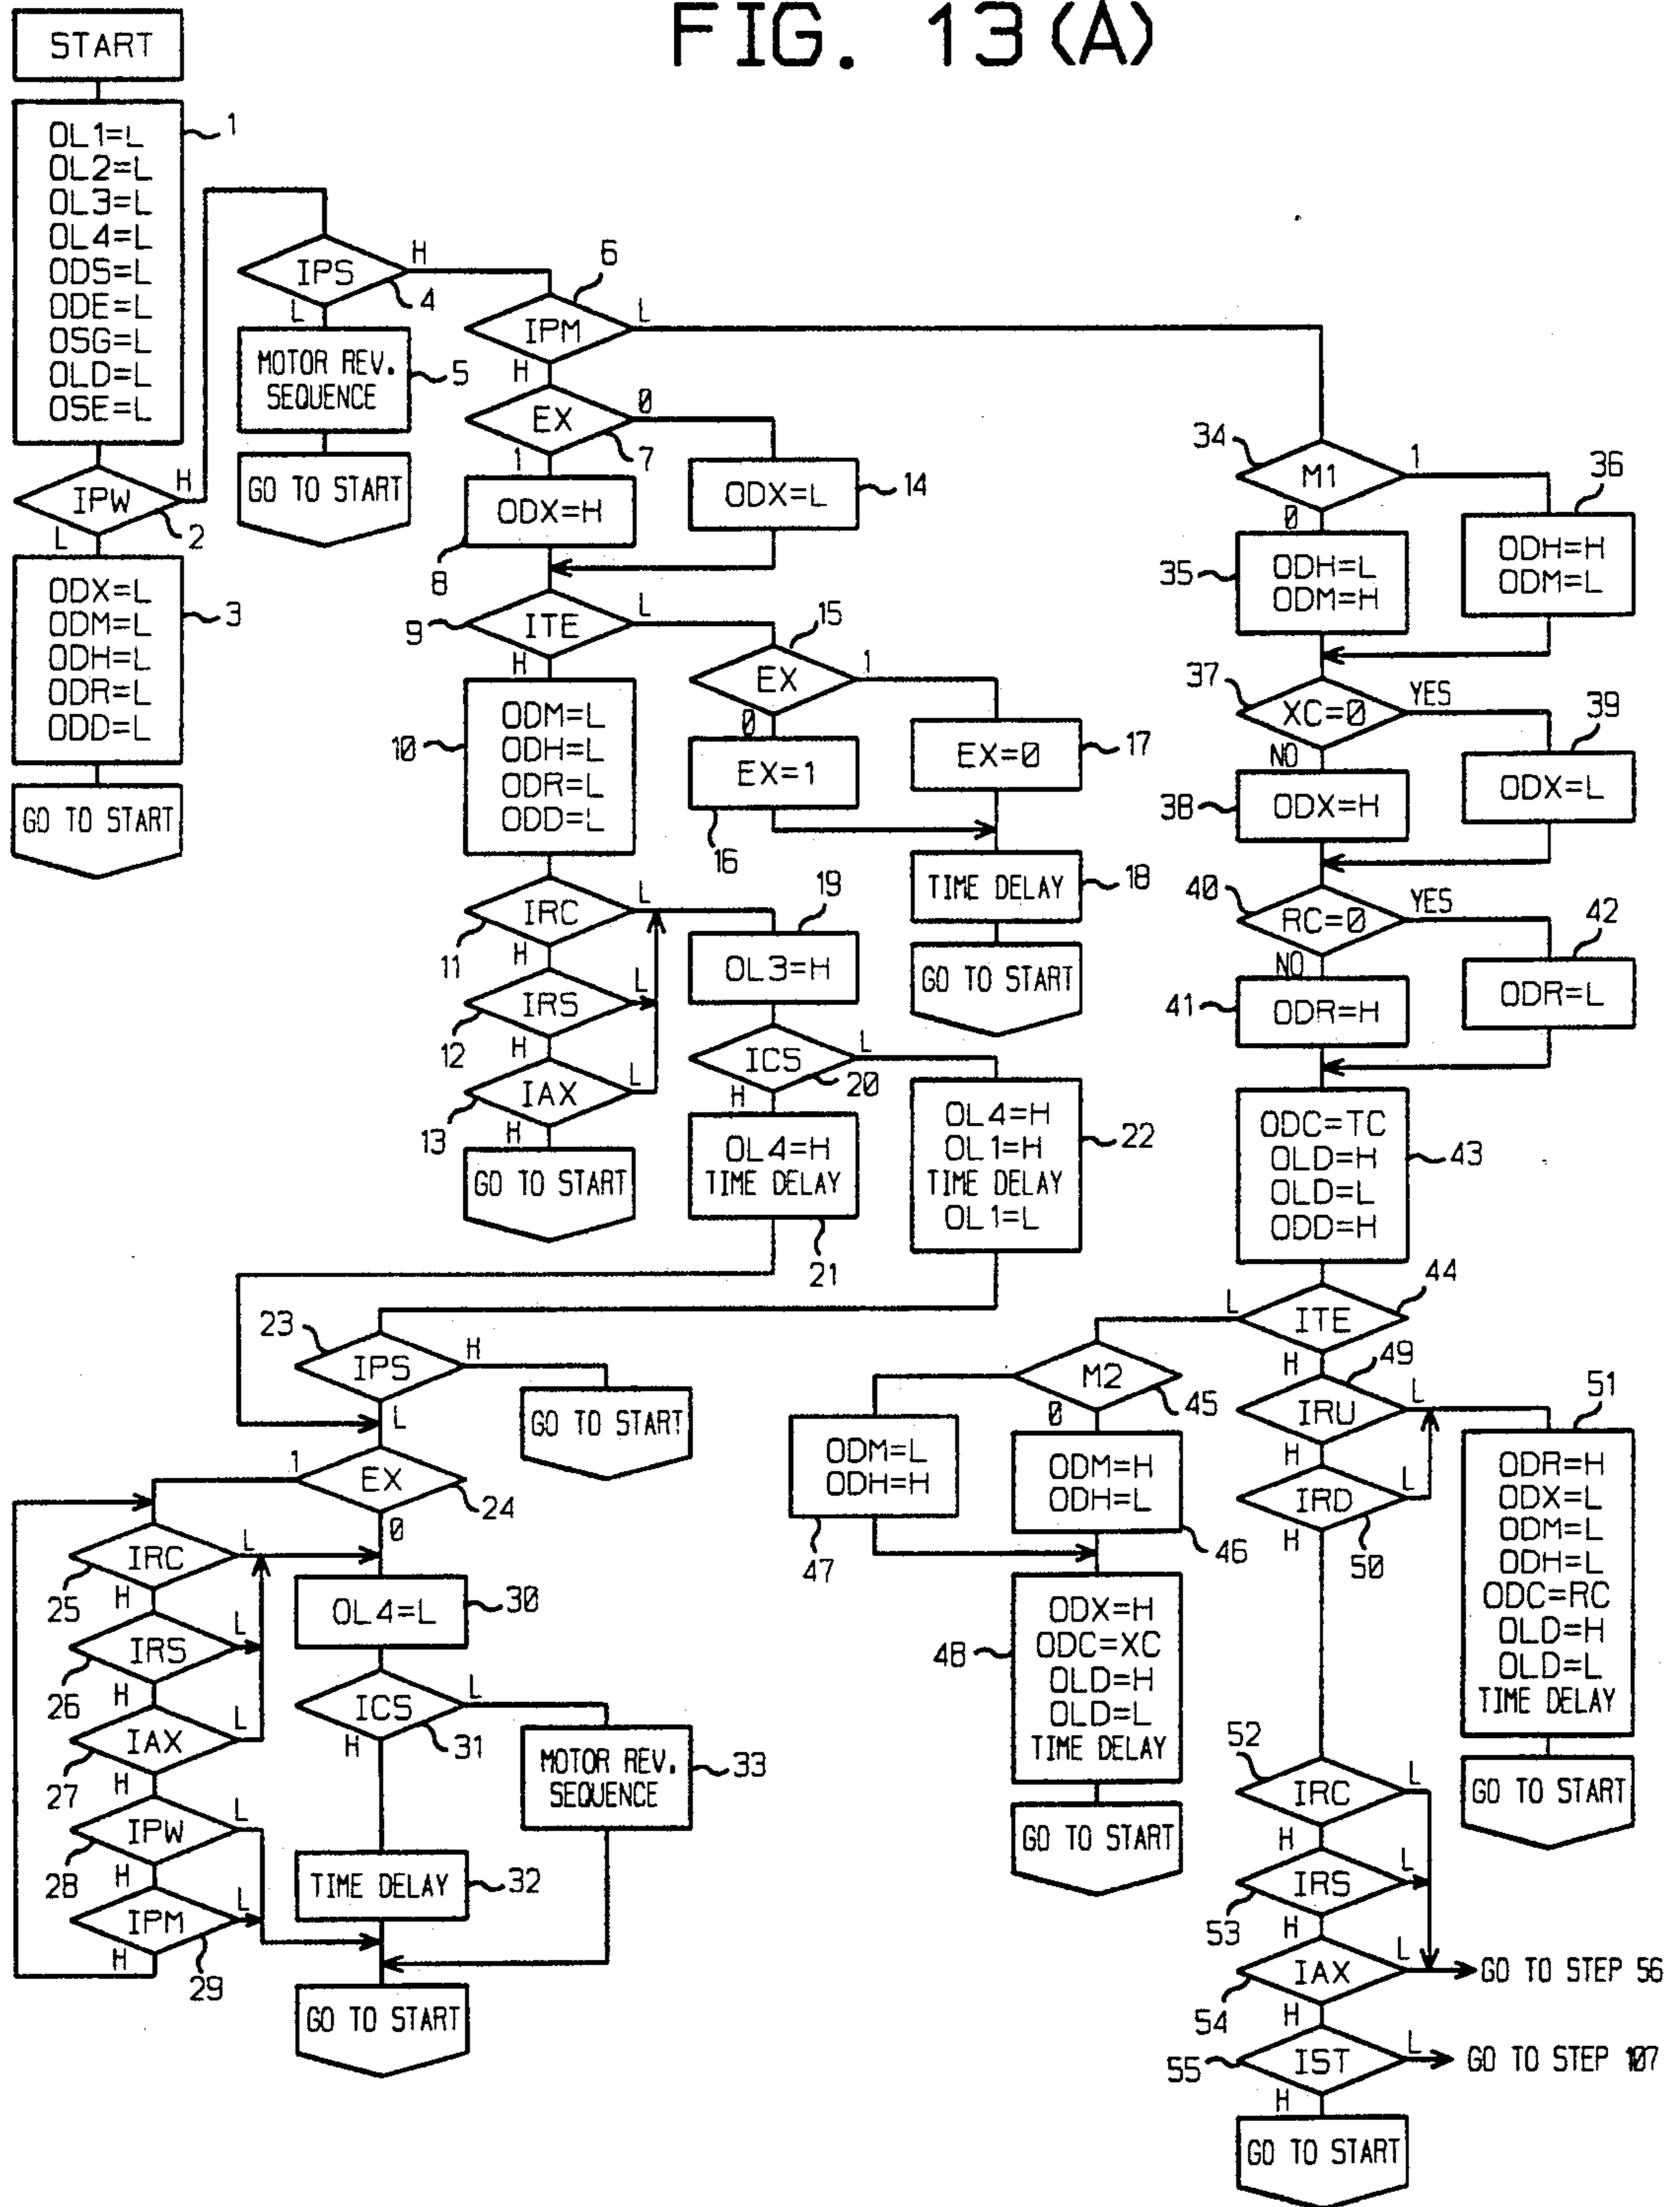 FIG. 13(A)
START
OL1=L
OL2=L
OL3=L
OL4=L
ODS=L
ODE=L
OSG=L
OLD=L
OSE=L
1
IPW
H
L
2
ODX=L
ODM=L
ODH=L
ODR=L
ODD=L
3
GO TO START
IPS
H
L
4
MOTOR REV.
SEQUENCE
5
GO TO START
6
IPM
L
H
EX
0
1
7
ODX=H
8
ODX=L
14
9
ITE
L
H
10
ODM=L
ODH=L
ODR=L
ODD=L
15
EX
1
0
EX=1
16
EX=0
17
TIME DELAY
18
GO TO START
IRC
L
H
11
IRS
L
H
12
IAX
L
H
13
GO TO START
19
OL3=H
ICS
L
H
20
OL4=H
TIME DELAY
21
OL4=H
OL1=H
TIME DELAY
OL1=L
22
23
IPS
H
L
GO TO START
EX
1
0
24
IRC
L
H
25
IRS
L
H
26
IAX
L
H
27
IPW
L
H
28
IPM
L
H
29
OL4=L
30
ICS
L
H
31
TIME DELAY
32
MOTOR REV.
SEQUENCE
33
GO TO START
34
M1
1
0
35
ODH=L
ODM=H
36
ODH=H
ODM=L
37
XC=0
YES
NO
38
ODX=H
39
ODX=L
40
RC=0
YES
NO
41
ODR=H
42
ODR=L
ODC=TC
OLD=H
OLD=L
ODD=H
43
44
ITE
L
H
M2
0
45
ODM=L
ODH=H
47
ODM=H
ODH=L
46
48
ODX=H
ODC=XC
OLD=H
OLD=L
TIME DELAY
GO TO START
49
IRU
L
H
IRD
L
H
50
51
ODR=H
ODX=L
ODM=L
ODH=L
ODC=RC
OLD=H
OLD=L
TIME DELAY
GO TO START
52
IRC
L
H
IRS
L
H
53
IAX
L
H
54
GO TO STEP 56
55
IST
L
H
GO TO STEP 107
GO TO START